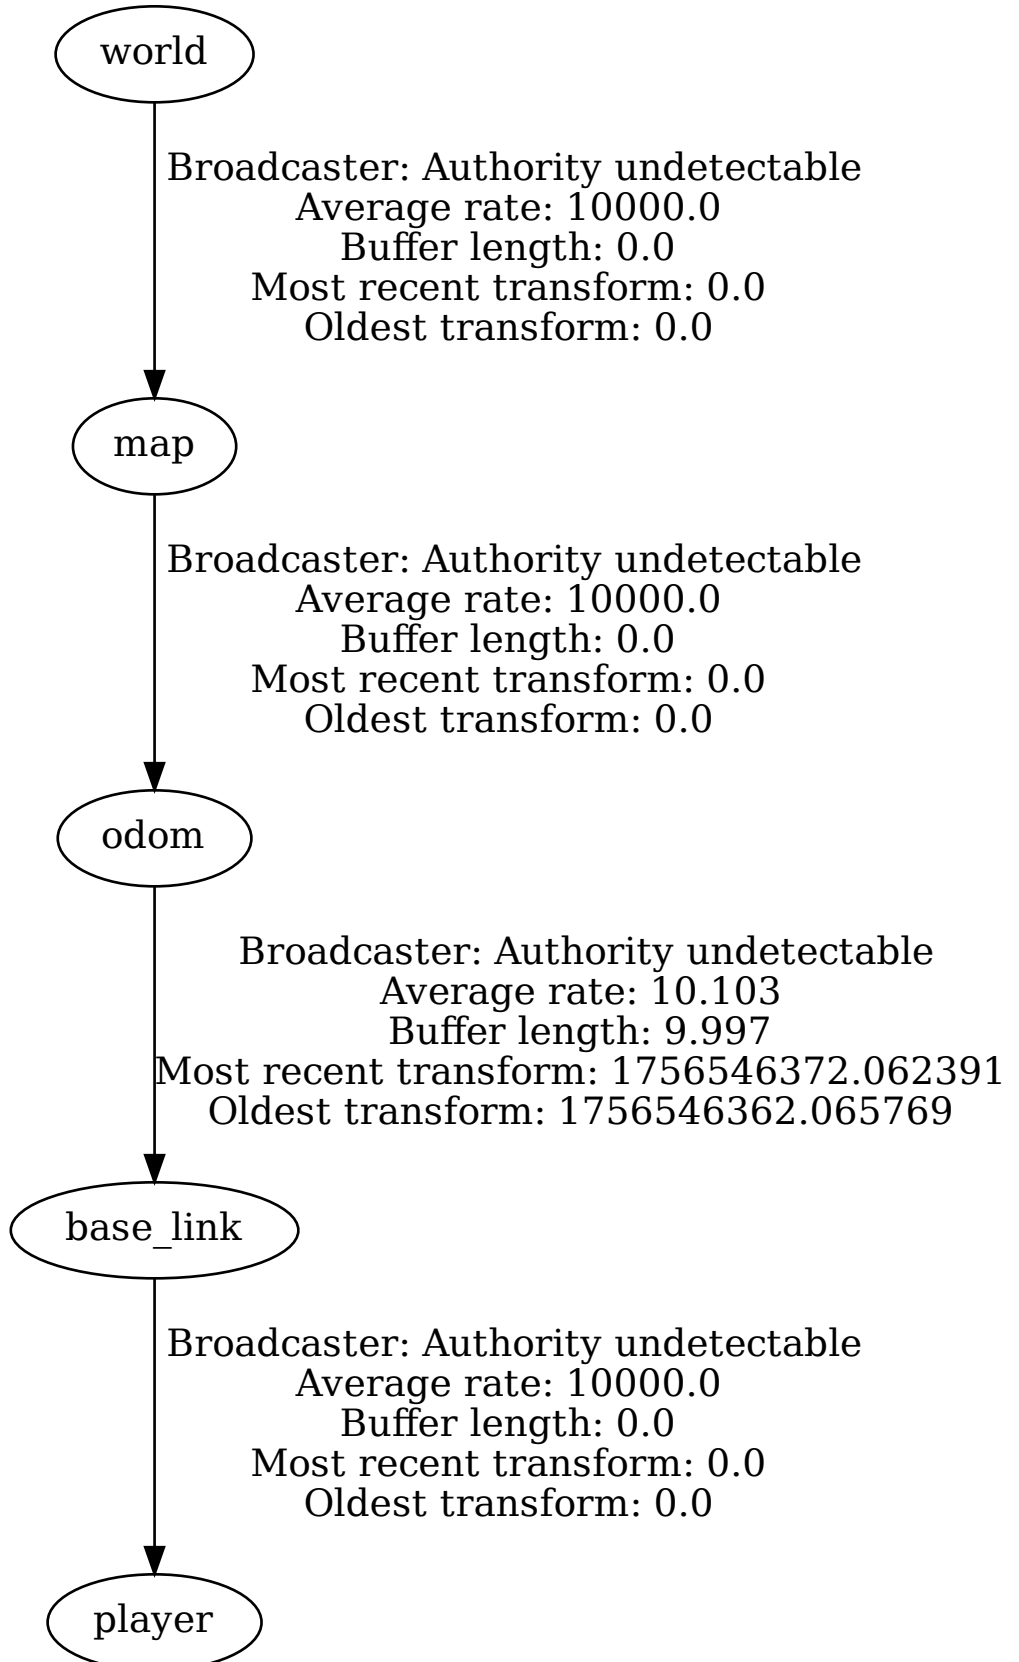 world
Broadcaster: Authority undetectable
Average rate: 10000.0
Buffer length: 0.0
Most recent transform: 0.0
Oldest transform: 0.0
map
Broadcaster: Authority undetectable
Average rate: 10000.0
Buffer length: 0.0
Most recent transform: 0.0
Oldest transform: 0.0
odom
Broadcaster: Authority undetectable
Average rate: 10.103
Buffer length: 9.997
Most recent transform: 1756546372.062391
Oldest transform: 1756546362.065769
base_link
Broadcaster: Authority undetectable
Average rate: 10000.0
Buffer length: 0.0
Most recent transform: 0.0
Oldest transform: 0.0
player